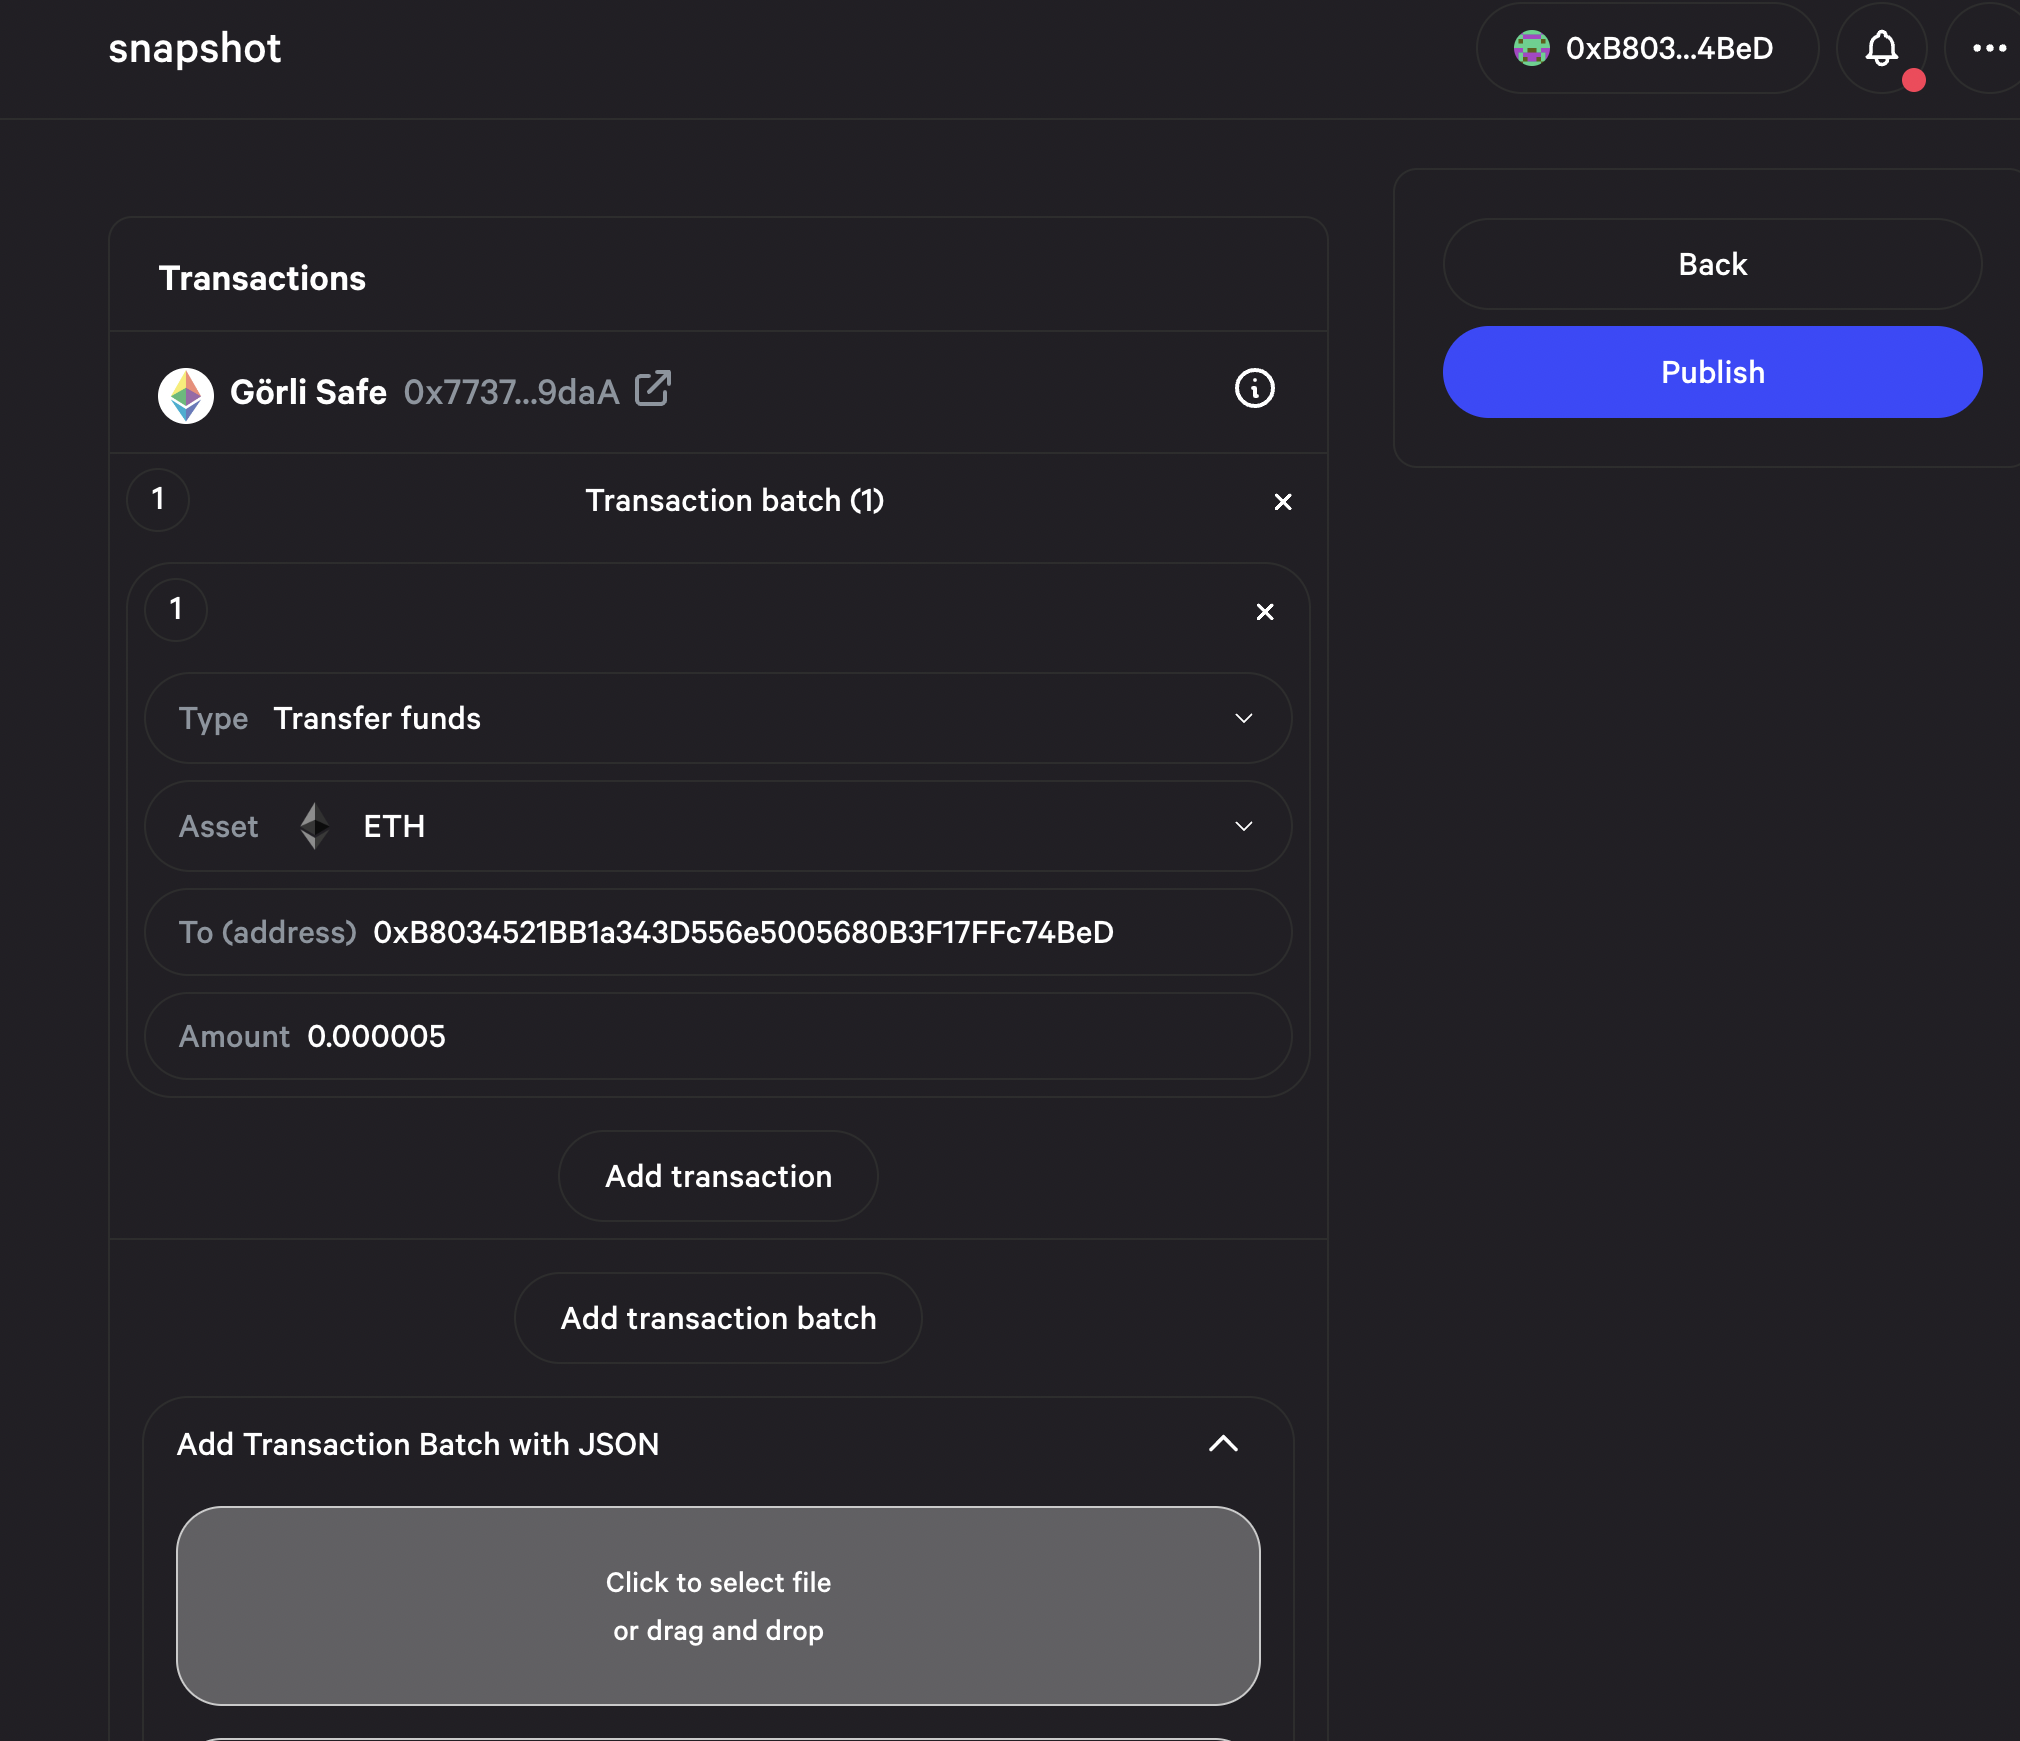 snapshot
0xB803...4BeD
Transactions
Görli Safe 0x7737...9daA
1 Transaction batch (1)
1
Type Transfer funds
Asset ETH
To (address) 0xB8034521BB1a343D556e5005680B3F17FFc74BeD
Amount 0.000005
Add transaction
Add transaction batch
Add Transaction Batch with JSON
Click to select file
or drag and drop
Back
Publish